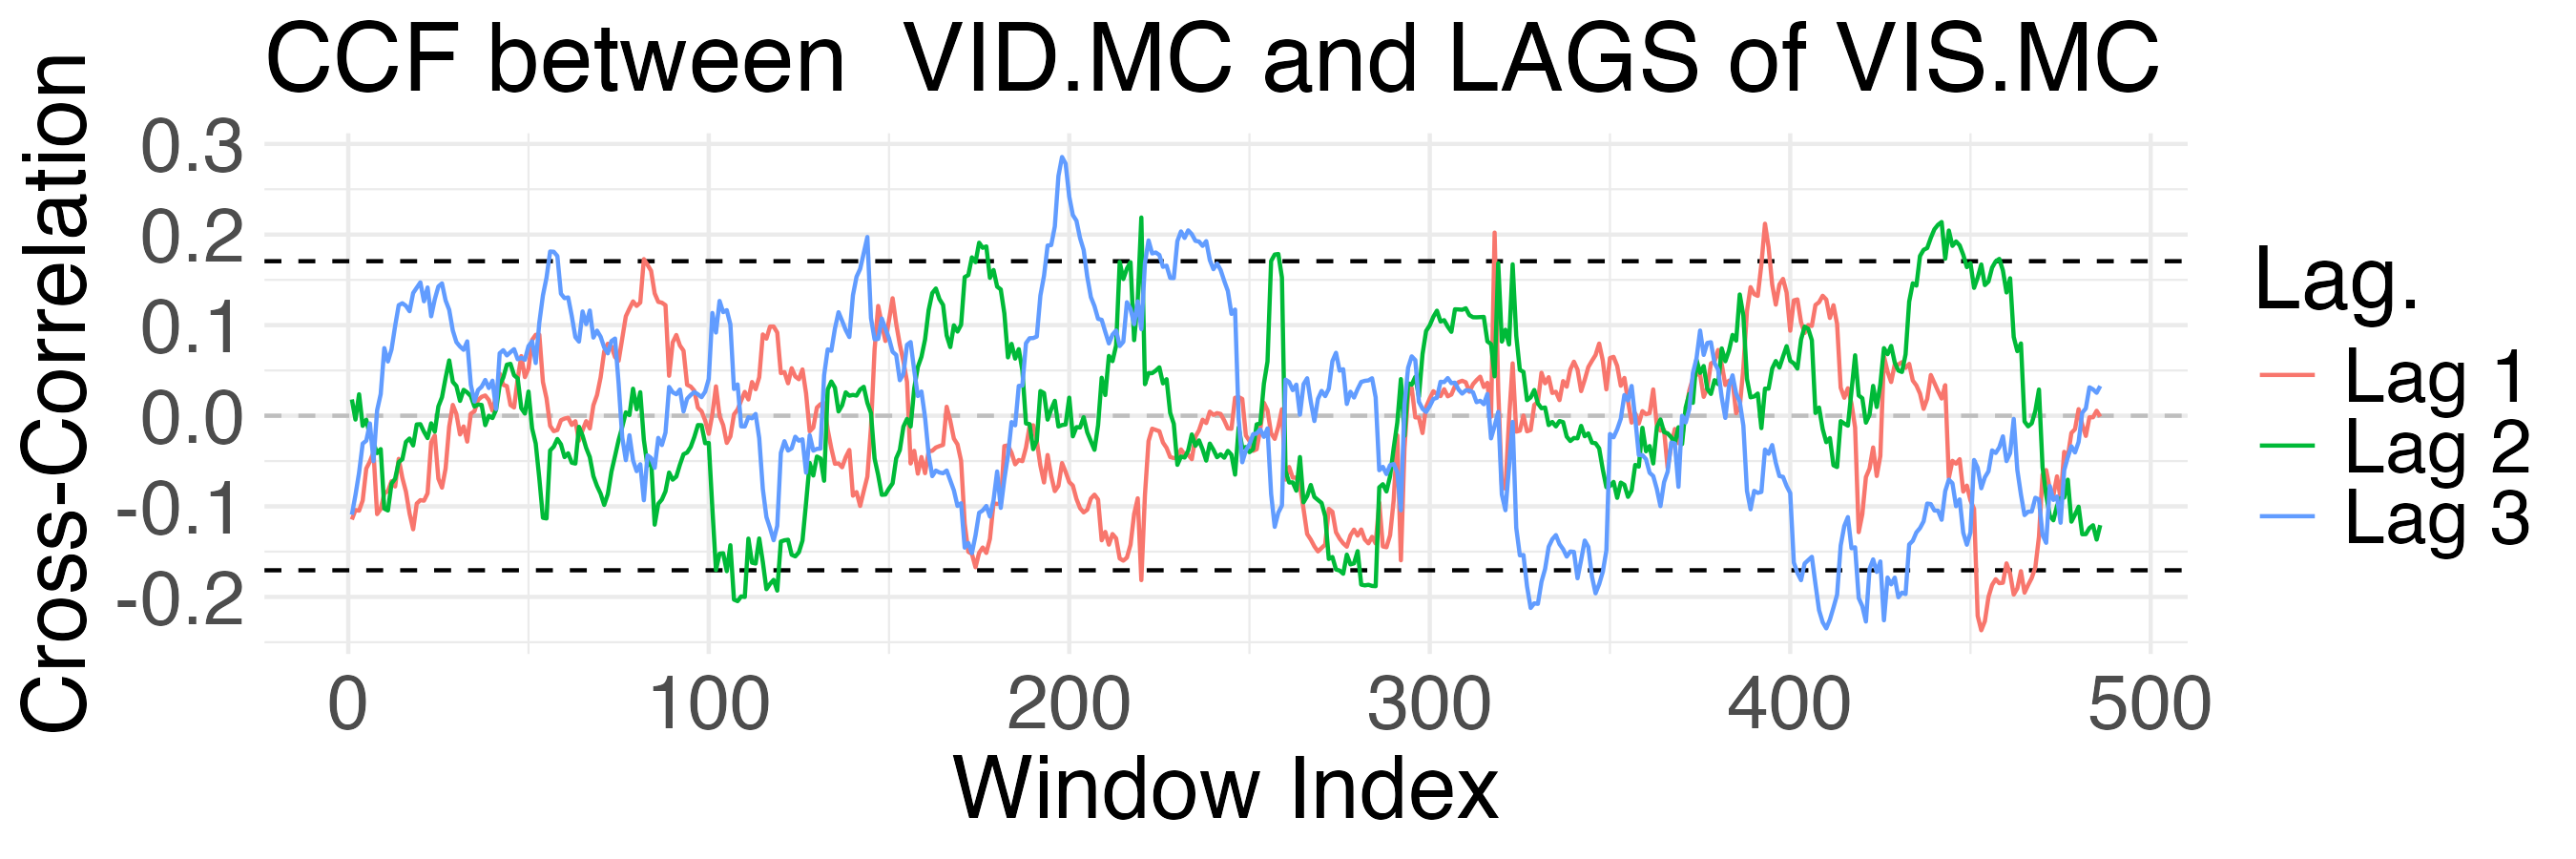 CCF between  VID.MC and LAGS of VIS.MC
Cross-Correlation
0.3
0.2
0.1
0.0
-0.1
-0.2
0 100 200 300 400 500
Window Index
Lag.
Lag 1
Lag 2
Lag 3